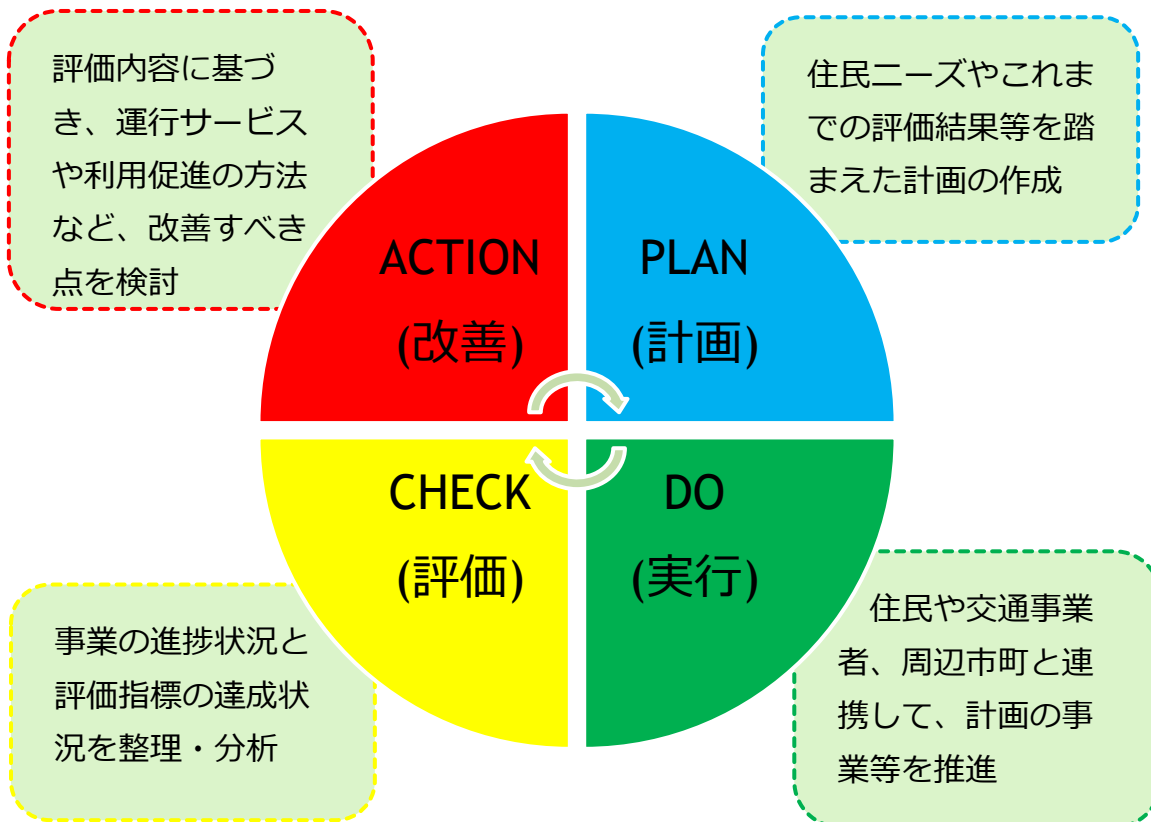 評価内容に基づ
き、運行サービス
や利用促進の方法
など、改善すべき
点を検討
住民ニーズやこれま
での評価結果等を踏
まえた計画の作成
ACTION
(改善)
PLAN
(計画)
CHECK
(評価)
DO
(実行)
事業の進捗状況と
評価指標の達成状
況を整理・分析
住民や交通事業
者、周辺市町と連
携して、計画の事
業等を推進